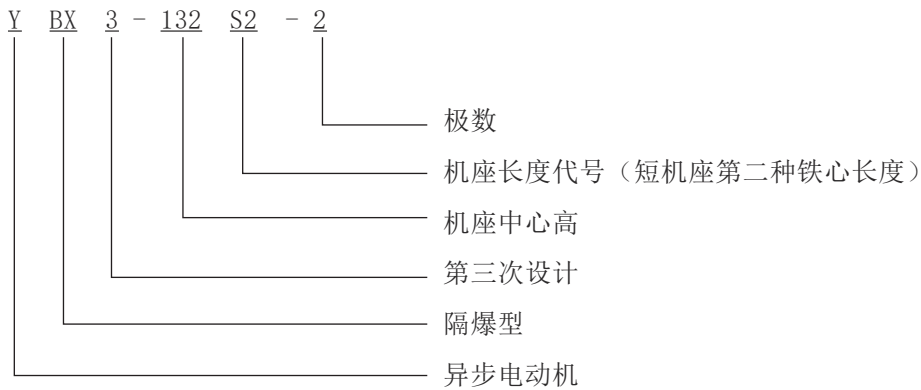 Y BX 3 - 132 S2 - 2
极数
机座长度代号（短机座第二种铁心长度）
机座中心高
第三次设计
隔爆型
异步电动机